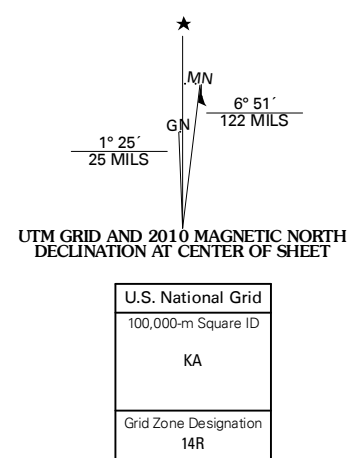 MN
GN
6° 51´
122 MILS
1° 25´
25 MILS
UTM GRID AND 2010 MAGNETIC NORTH
DECLINATION AT CENTER OF SHEET
U.S. National Grid
100,000-m Square ID
KA
Grid Zone Designation
14R